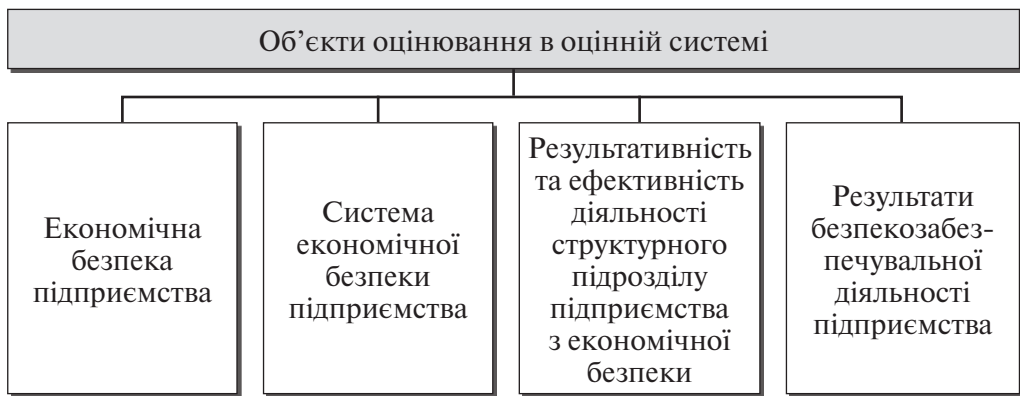 Об’єкти оцінювання в оцінній системі
Економічна
безпека
підприємства
Система
економічної
безпеки
підприємства
Результативність
та ефективність
діяльності
структурного
підрозділу
підприємства
з економічної
безпеки
Результати
безпекозабез-
печувальної
діяльності
підприємства